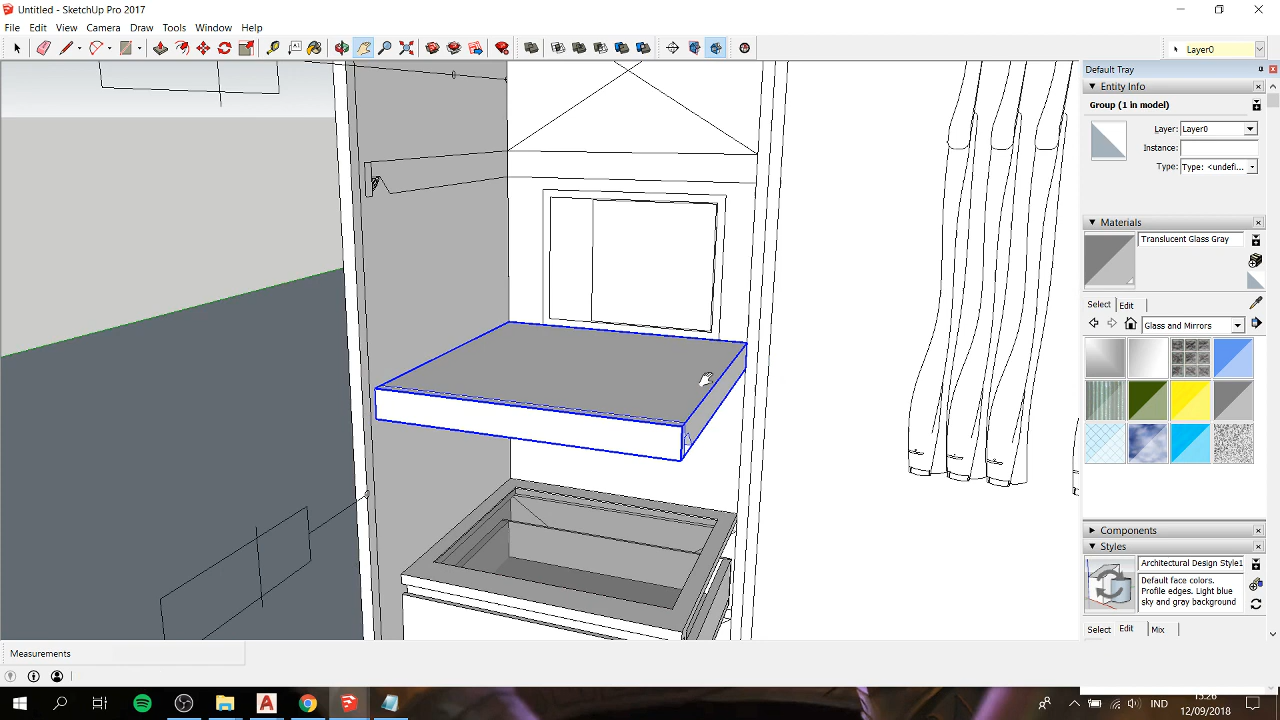 Untitled - SketchUp Pro 2017
File Edit View Camera Draw Tools Window Help
Layer0
Default Tray
Entity Info
Group (1 in model)
Layer: Layer0
Instance:
Type: Type: <undefi...
Materials
Translucent Glass Gray
Select Edit
Glass and Mirrors
Components
Styles
Architectural Design Style1
Default face colors.
Profile edges. Light blue
sky and gray background
Select Edit Mix
Measurements
IND
15.26
12/09/2018